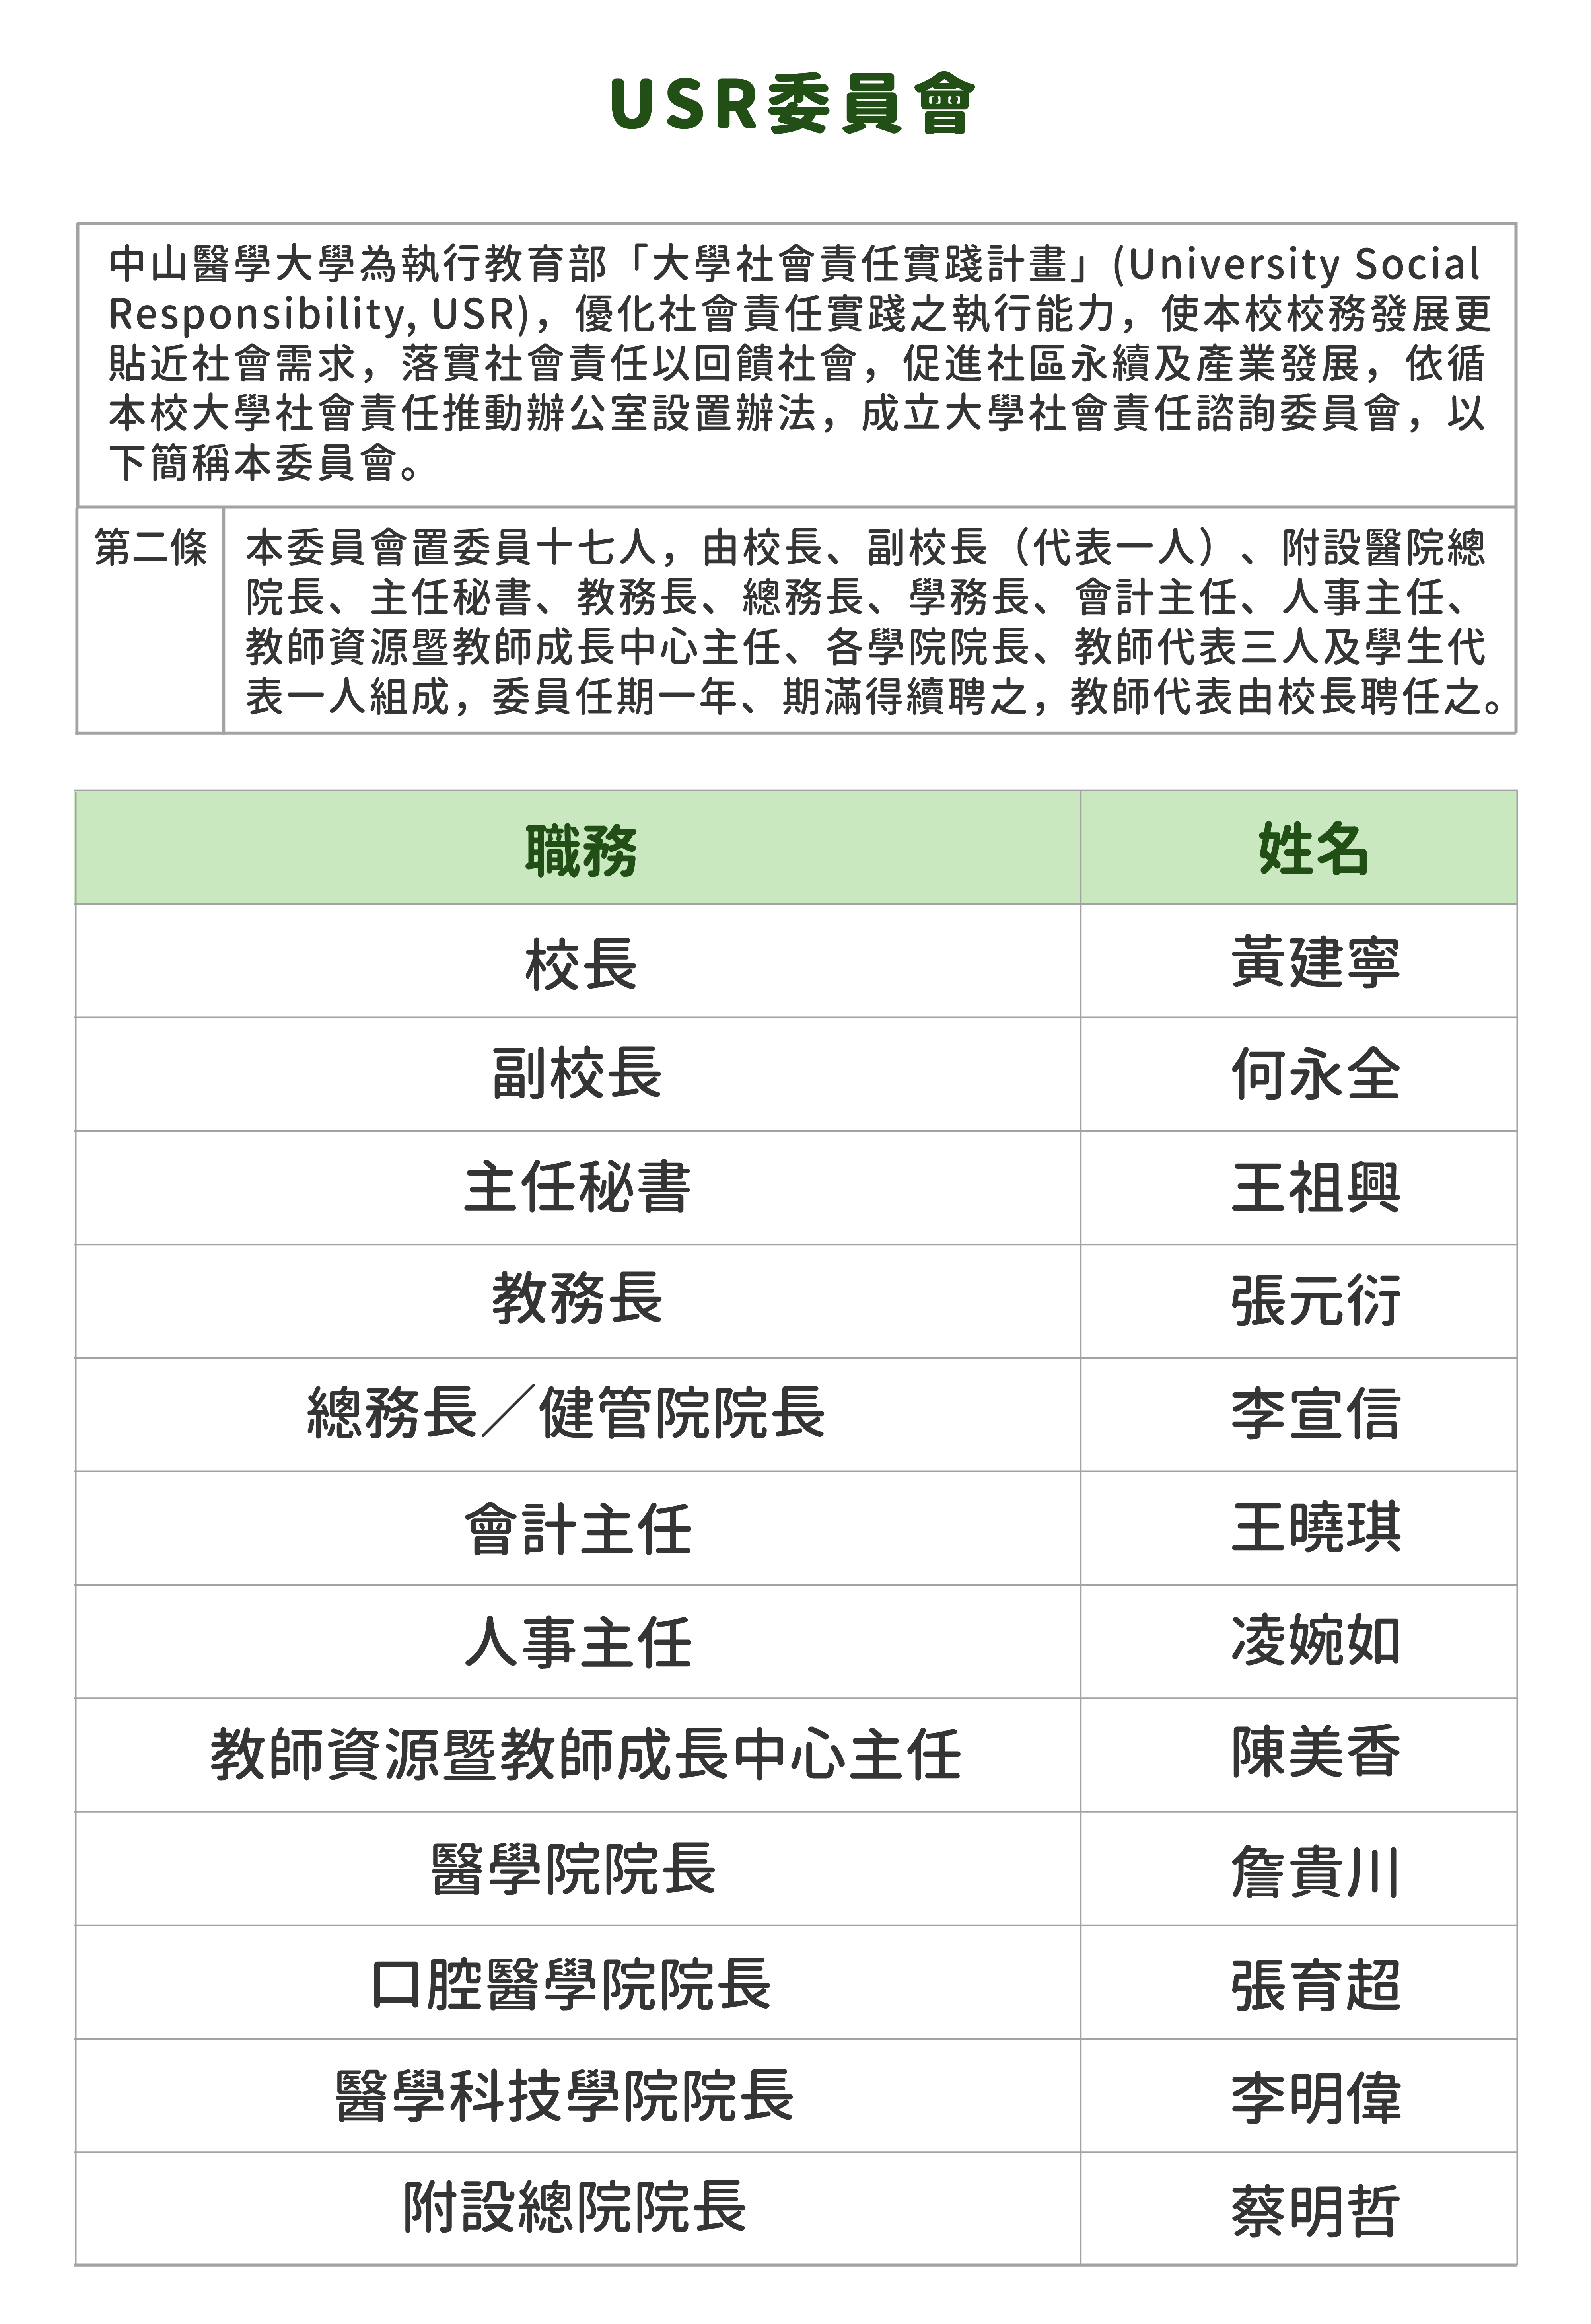 USR委員會
中山醫學大學為執行教育部「大學社會責任實踐計畫」(University Social
Responsibility, USR)，優化社會責任實踐之執行能力，使本校校務發展更
貼近社會需求，落實社會責任以回饋社會，促進社區永續及產業發展，依循
本校大學社會責任推動辦公室設置辦法，成立大學社會責任諮詢委員會，以
下簡稱本委員會。
第二條 本委員會置委員十七人，由校長、副校長（代表一人）、附設醫院總
院長、主任秘書、教務長、總務長、學務長、會計主任、人事主任、
教師資源暨教師成長中心主任、各學院院長、教師代表三人及學生代
表一人組成，委員任期一年、期滿得續聘之，教師代表由校長聘任之。
職務 姓名
校長 黃建寧
副校長 何永全
主任秘書 王祖興
教務長 張元衍
總務長／健管院院長 李宣信
會計主任 王曉琪
人事主任 凌婉如
教師資源暨教師成長中心主任 陳美香
醫學院院長 詹貴川
口腔醫學院院長 張育超
醫學科技學院院長 李明偉
附設總院院長 蔡明哲